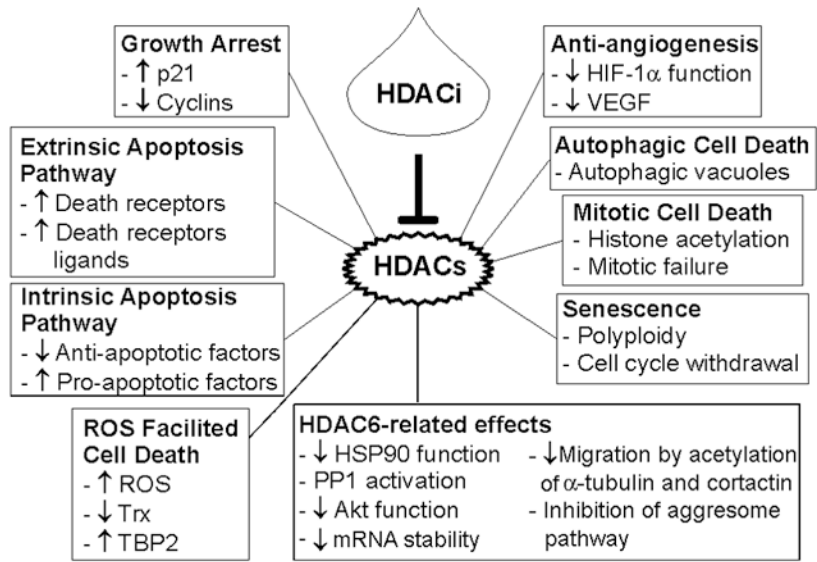 Growth Arrest
- ↑ p21
- ↓ Cyclins
HDACi
Anti-angiogenesis
- ↓ HIF-1α function
- ↓ VEGF
Extrinsic Apoptosis
Pathway
- ↑ Death receptors
- ↑ Death receptors
ligands
Autophagic Cell Death
- Autophagic vacuoles
Mitotic Cell Death
- Histone acetylation
- Mitotic failure
HDACs
Intrinsic Apoptosis
Pathway
- ↓ Anti-apoptotic factors
- ↑ Pro-apoptotic factors
Senescence
- Polyploidy
- Cell cycle withdrawal
ROS Facilited
Cell Death
- ↑ ROS
- ↓ Trx
- ↑ TBP2
HDAC6-related effects
- ↓ HSP90 function
- PP1 activation
- ↓ Akt function
- ↓ mRNA stability
- ↓Migration by acetylation
of α-tubulin and cortactin
- Inhibition of aggresome
pathway